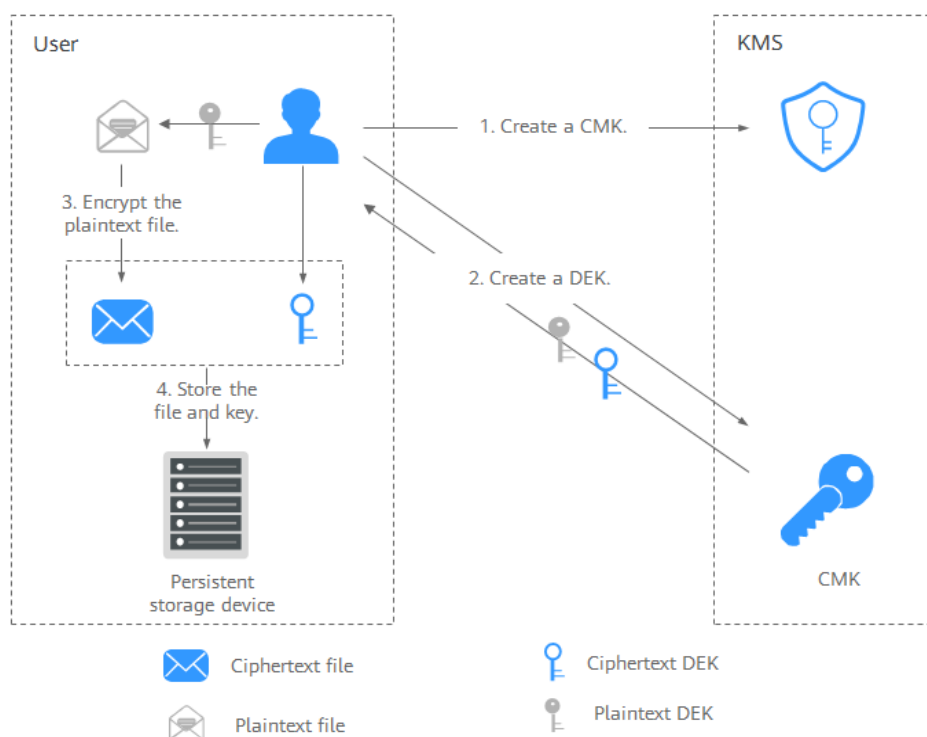 User
KMS
1. Create a CMK.
3. Encrypt the
plaintext file.
2. Create a DEK.
4. Store the
file and key.
Persistent
storage device
CMK
Ciphertext file
Ciphertext DEK
Plaintext file
Plaintext DEK